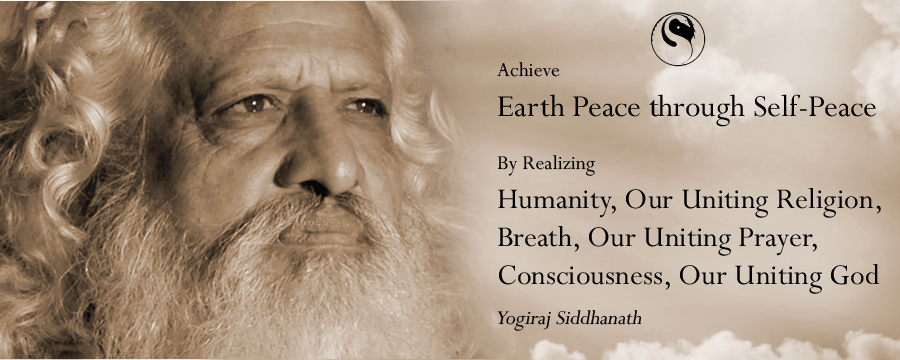 Achieve
Earth Peace through Self-Peace
By Realizing
Humanity, Our Uniting Religion,
Breath, Our Uniting Prayer,
Consciousness, Our Uniting God
Yogiraj Siddhanath